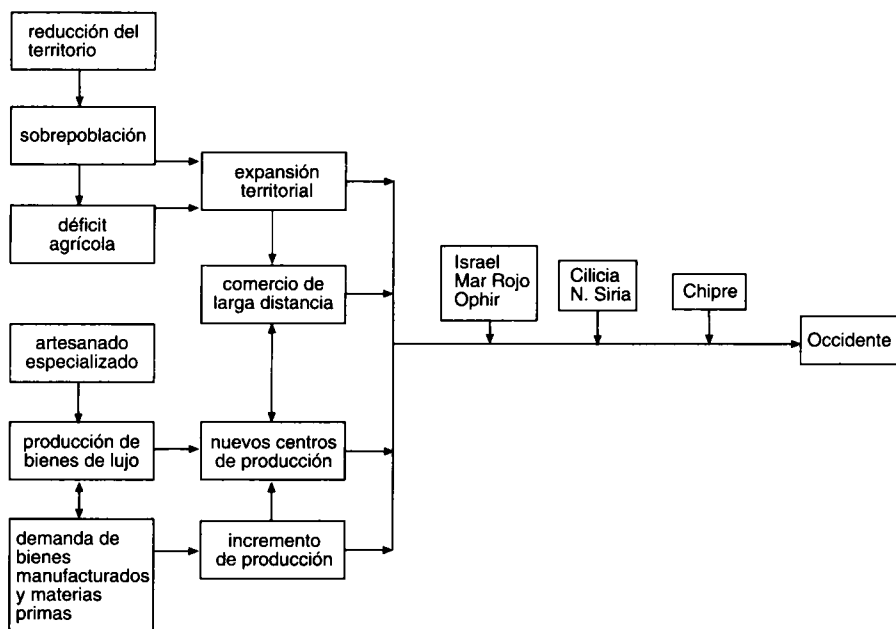 reducción del
territorio
sobrepoblación
déficit
agrícola
expansión
territorial
comercio de
larga distancia
artesanado
especializado
producción de
bienes de lujo
nuevos centros
de producción
demanda de
bienes
manufacturados
y materias
primas
incremento
de producción
Israel
Mar Rojo
Ophir
Cilicia
N. Siria
Chipre
Occidente